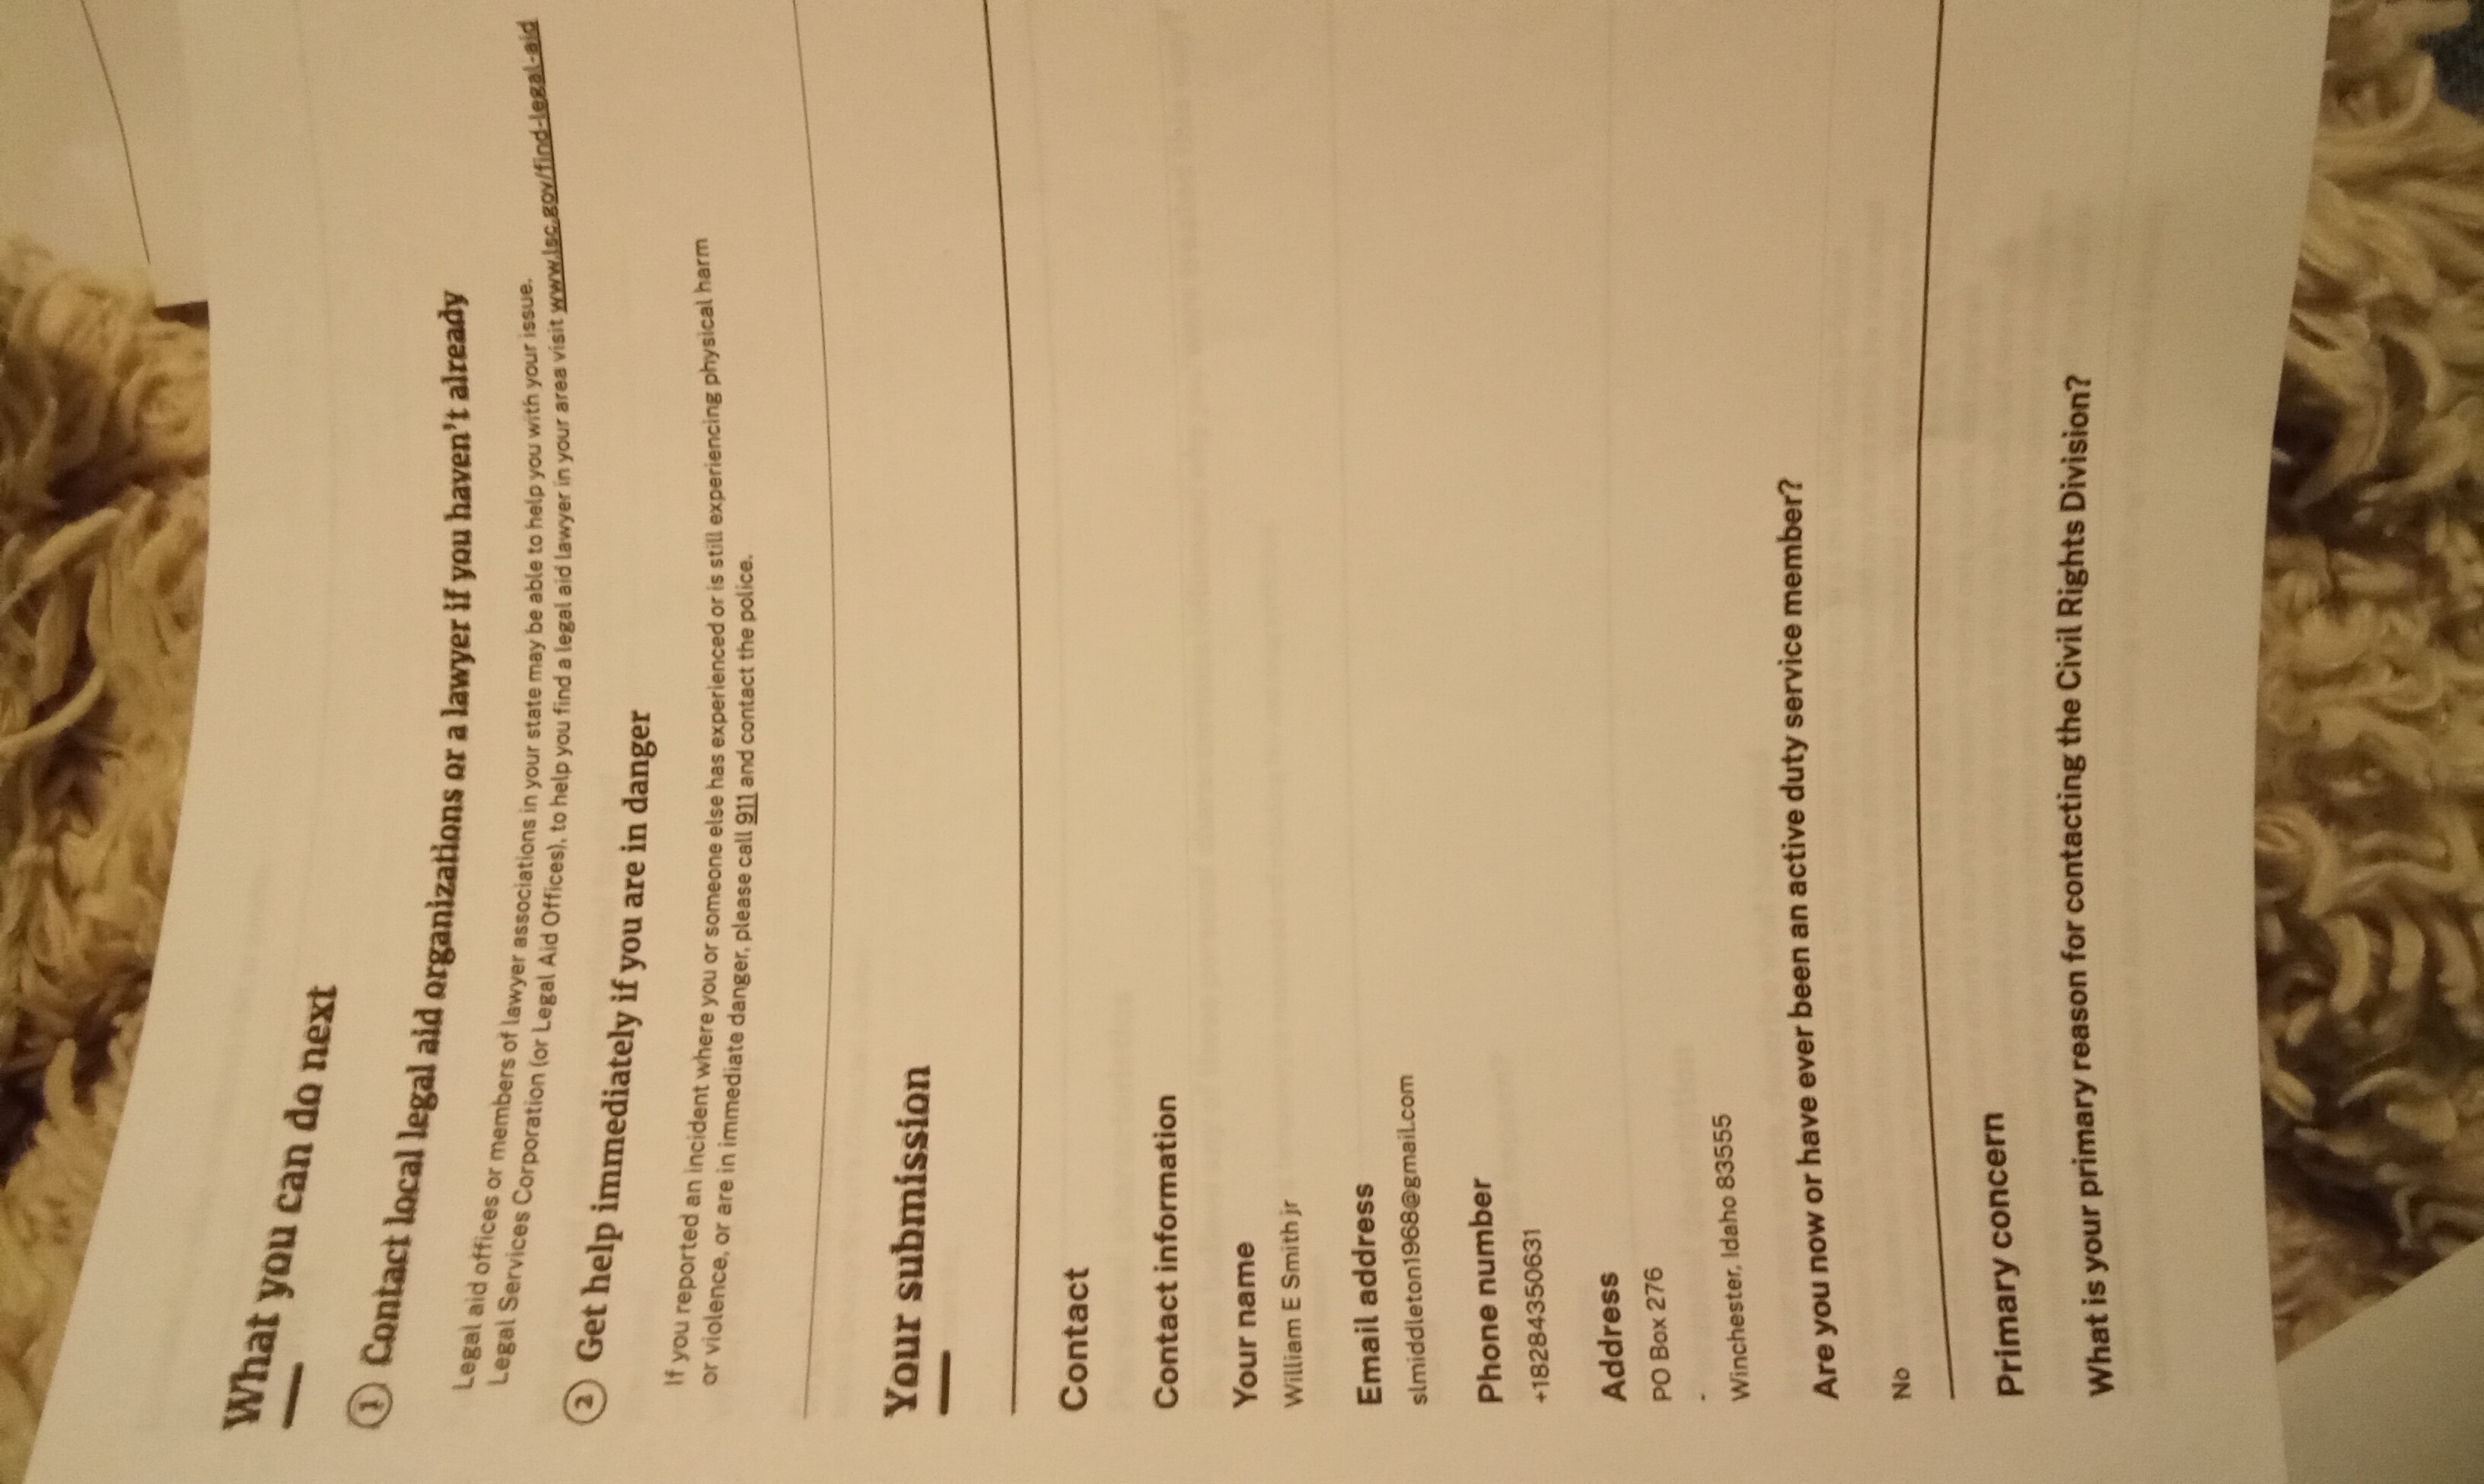 What you can do next
1 Contact local legal aid organizations or a lawyer if you haven't already
Legal aid offices or members of lawyer associations in your state may be able to help you with your issue.
Legal Services Corporation (or Legal Aid Offices), to help you find a legal aid lawyer in your area visit www.lsc.gov/find-legal-aid
2 Get help immediately if you are in danger
If you reported an incident where you or someone else has experienced or is still experiencing physical harm
or violence, or are in immediate danger, please call 911 and contact the police.
Your submission
Contact
Contact information
Your name
William E Smith jr
Email address
slmiddleton1968@gmail.com
Phone number
+18284350631
Address
PO Box 276
-
Winchester, Idaho 83555
Are you now or have ever been an active duty service member?
No
Primary concern
What is your primary reason for contacting the Civil Rights Division?